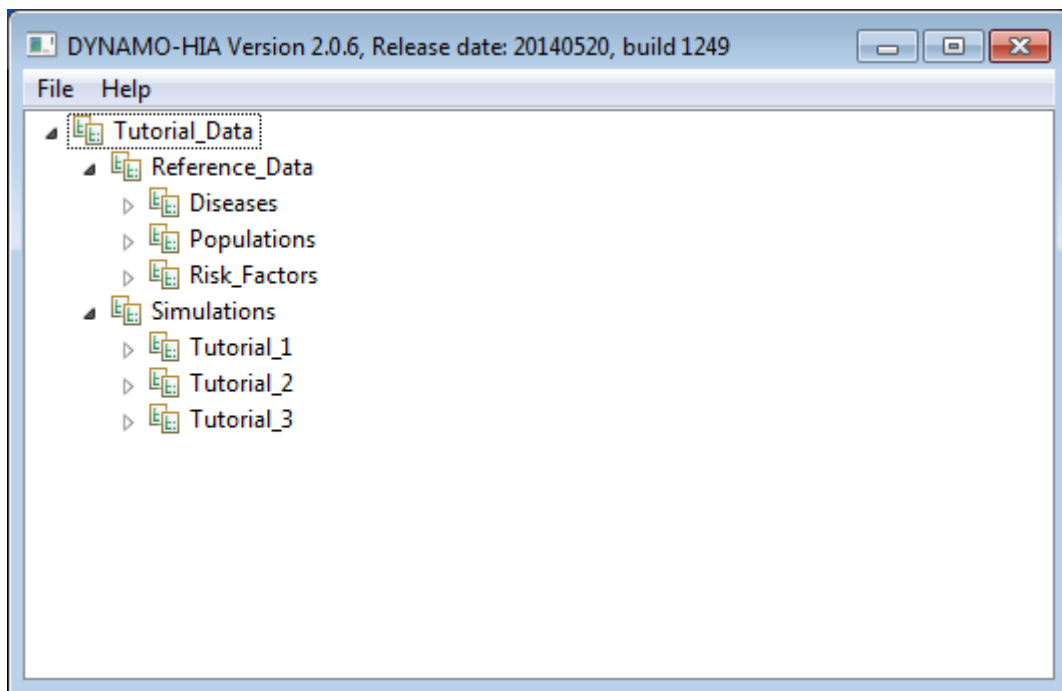 DYNAMO-HIA Version 2.0.6, Release date: 20140520, build 1249
File Help
Tutorial_Data
Reference_Data
Diseases
Populations
Risk_Factors
Simulations
Tutorial_1
Tutorial_2
Tutorial_3